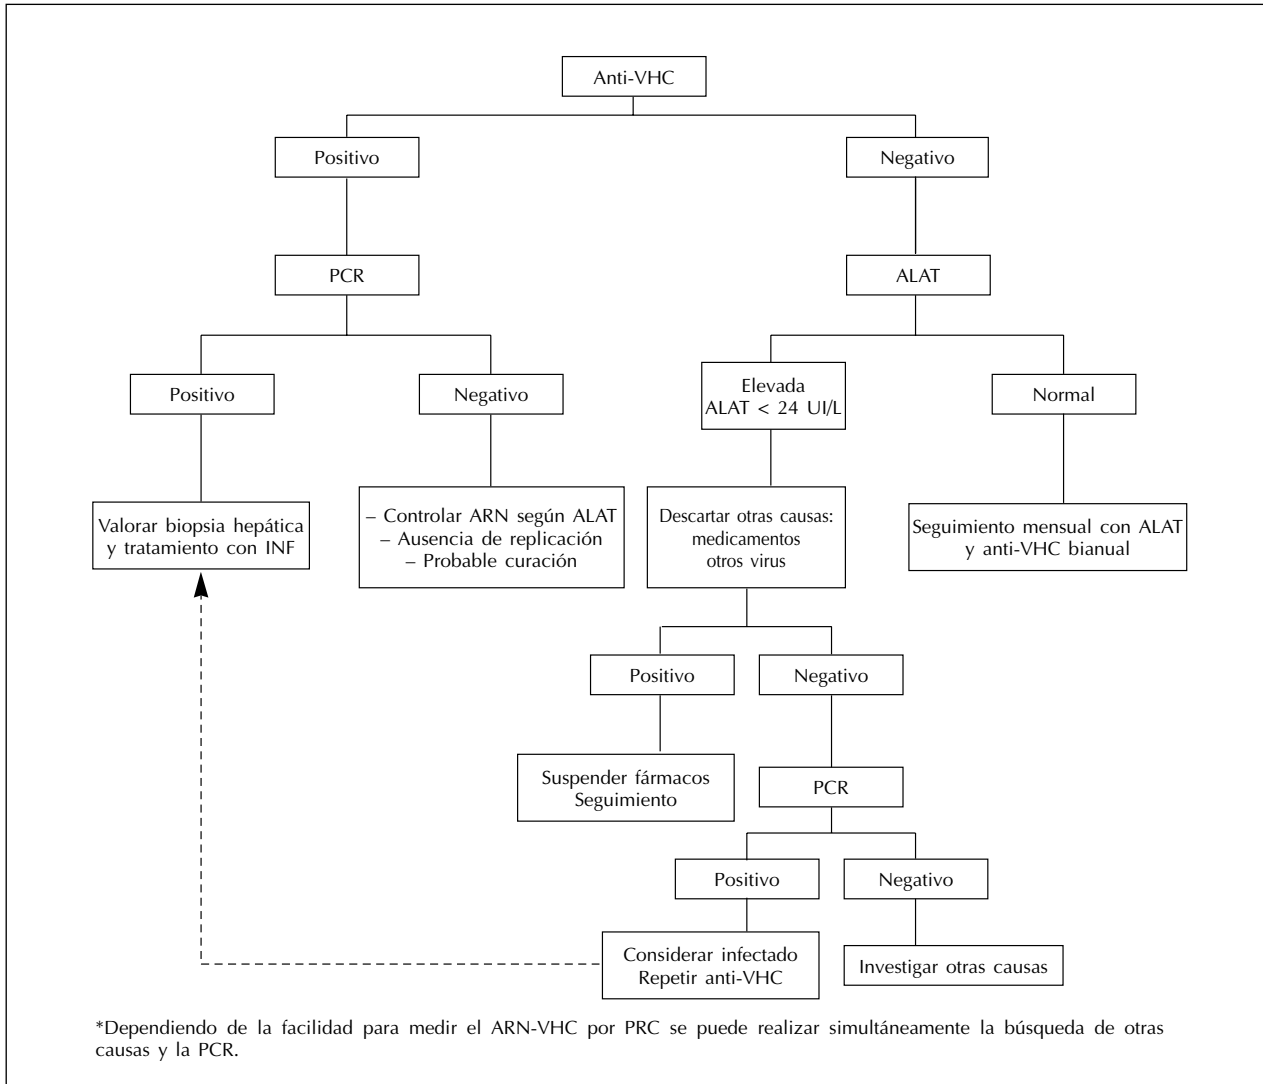 Anti-VHC
Positivo
Negativo
PCR
ALAT
Positivo
Negativo
Elevada
ALAT < 24 UI/L
Normal
Valorar biopsia hepática
y tratamiento con INF
– Controlar ARN según ALAT
– Ausencia de replicación
– Probable curación
Descartar otras causas:
medicamentos
otros virus
Seguimiento mensual con ALAT
y anti-VHC bianual
Positivo
Negativo
Suspender fármacos
Seguimiento
PCR
Positivo
Negativo
Considerar infectado
Repetir anti-VHC
Investigar otras causas
*Dependiendo de la facilidad para medir el ARN-VHC por PRC se puede realizar simultáneamente la búsqueda de otras
causas y la PCR.